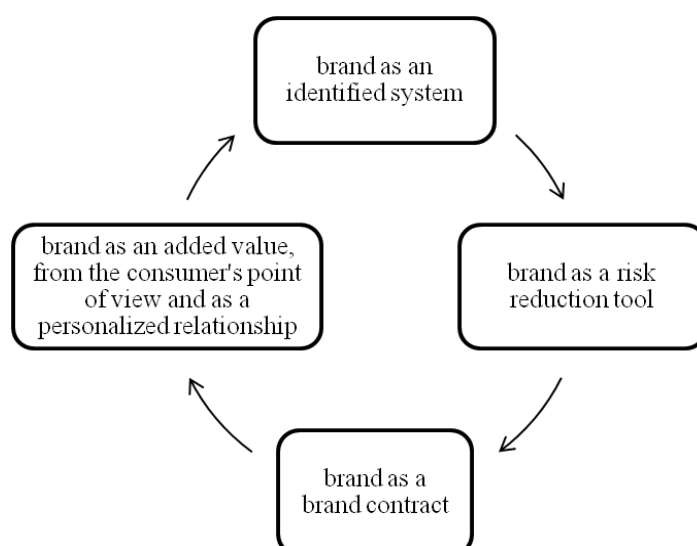 brand as an
identified system
brand as an added value,
from the consumer's point
of view and as a
personalized relationship
brand as a risk
reduction tool
brand as a
brand contract